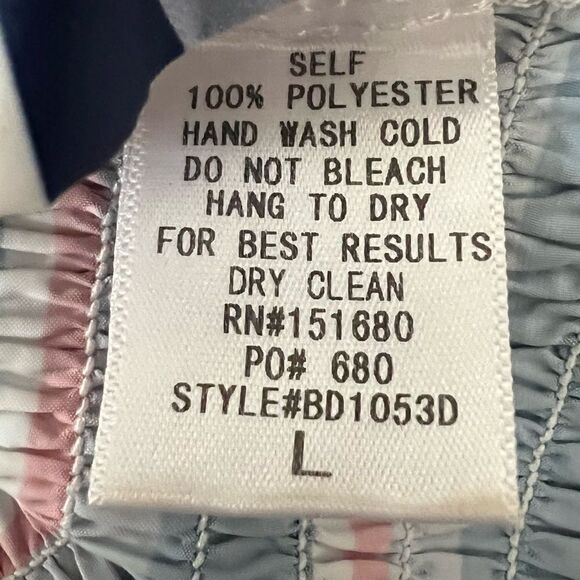 SELF
100% POLYESTER
HAND WASH COLD
DO NOT BLEACH
HANG TO DRY
FOR BEST RESULTS
DRY CLEAN
RN#151680
PO# 680
STYLE#BD1053D
L